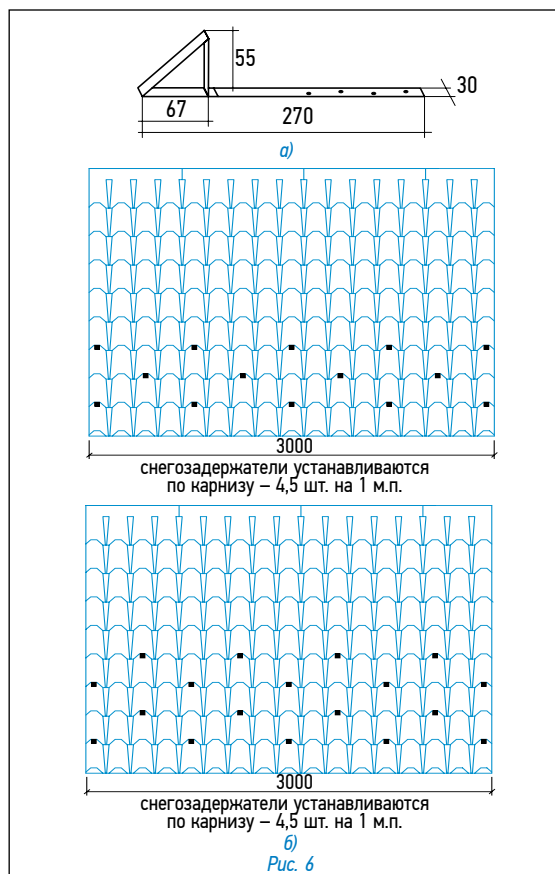 55
30
67
270
а)
3000
снегозадержатели устанавливаются
по карнизу – 4,5 шт. на 1 м.п.
3000
снегозадержатели устанавливаются
по карнизу – 4,5 шт. на 1 м.п.
б)
Рис. 6